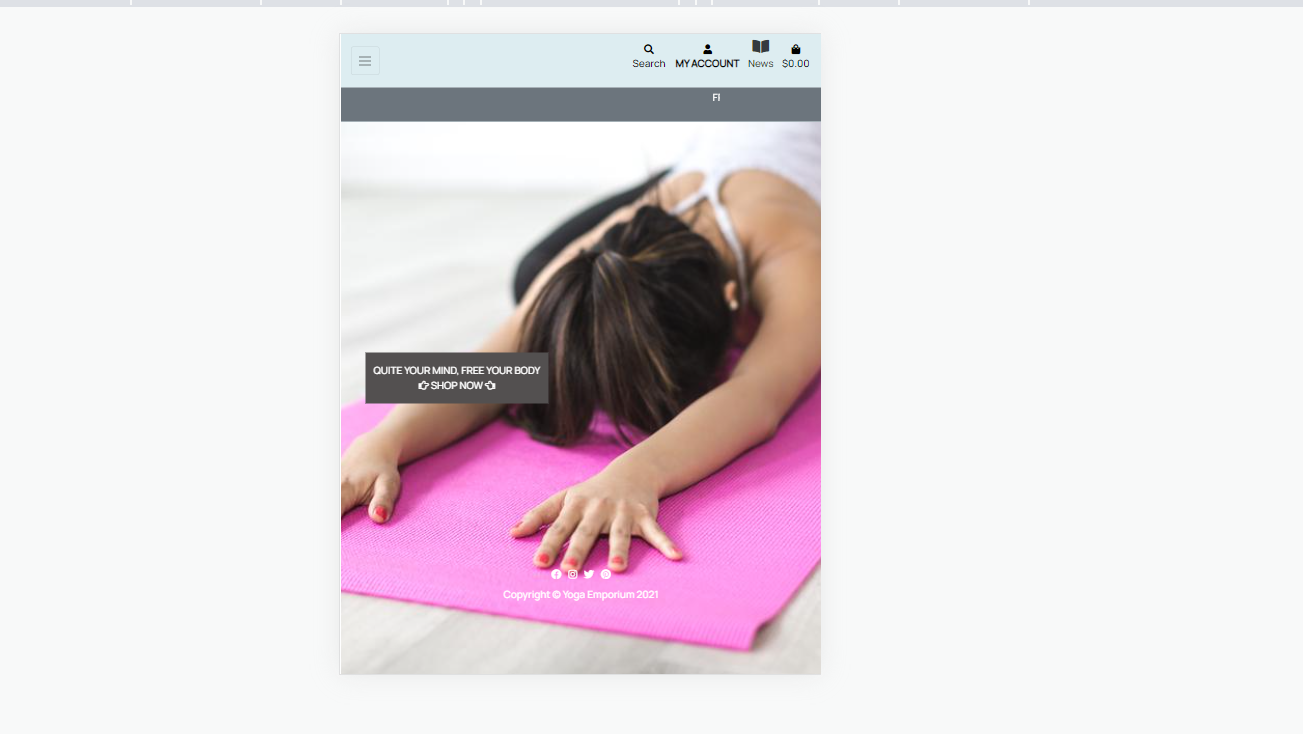 Search MY ACCOUNT News $0.00
FI
QUITE YOUR MIND, FREE YOUR BODY
SHOP NOW
Copyright © Yoga Emporium 2021